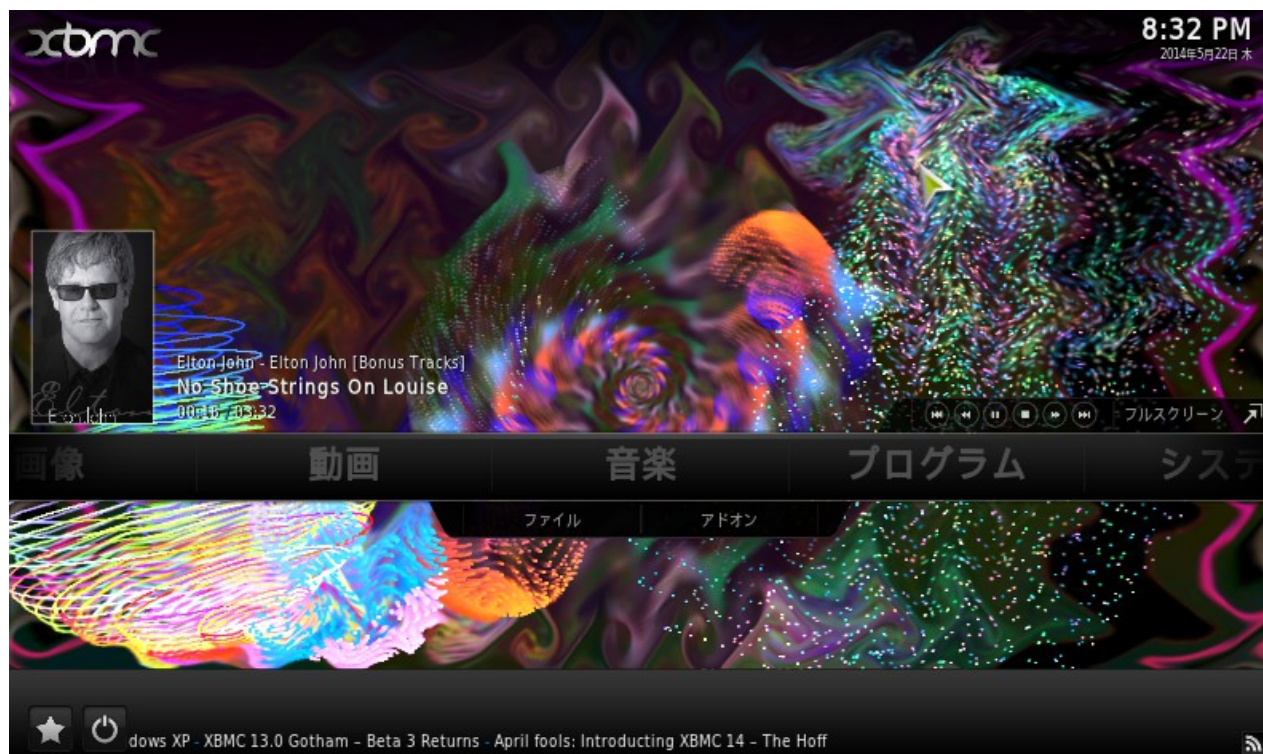 xbmc
8:32 PM
2014年5月22日 木
Elton John - Elton John [Bonus Tracks]
No Shoe Strings On Louise
00:16 / 03:32
Elton John
フルスクリーン
画像 動画 音楽 プログラム システ
ファイル アドオン
dows XP - XBMC 13.0 Gotham – Beta 3 Returns - April fools: Introducing XBMC 14 – The Hoff